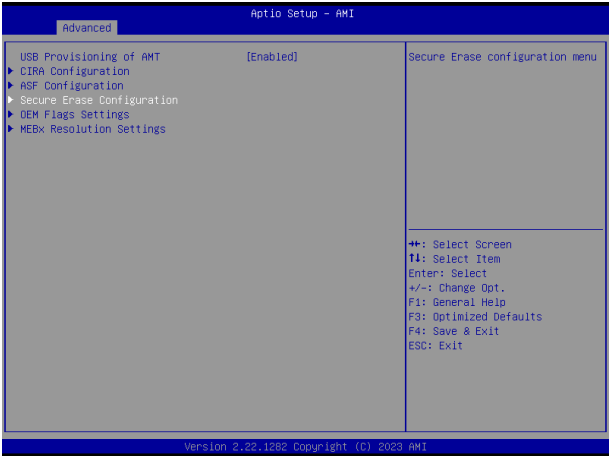 Aptio Setup – AMI
Advanced
USB Provisioning of AMT [Enabled]
CIRA Configuration
ASF Configuration
Secure Erase Configuration
OEM Flags Settings
MEBx Resolution Settings
Secure Erase configuration menu
→←: Select Screen
↑↓: Select Item
Enter: Select
+/-: Change Opt.
F1: General Help
F3: Optimized Defaults
F4: Save & Exit
ESC: Exit
Version 2.22.1282 Copyright (C) 2023 AMI